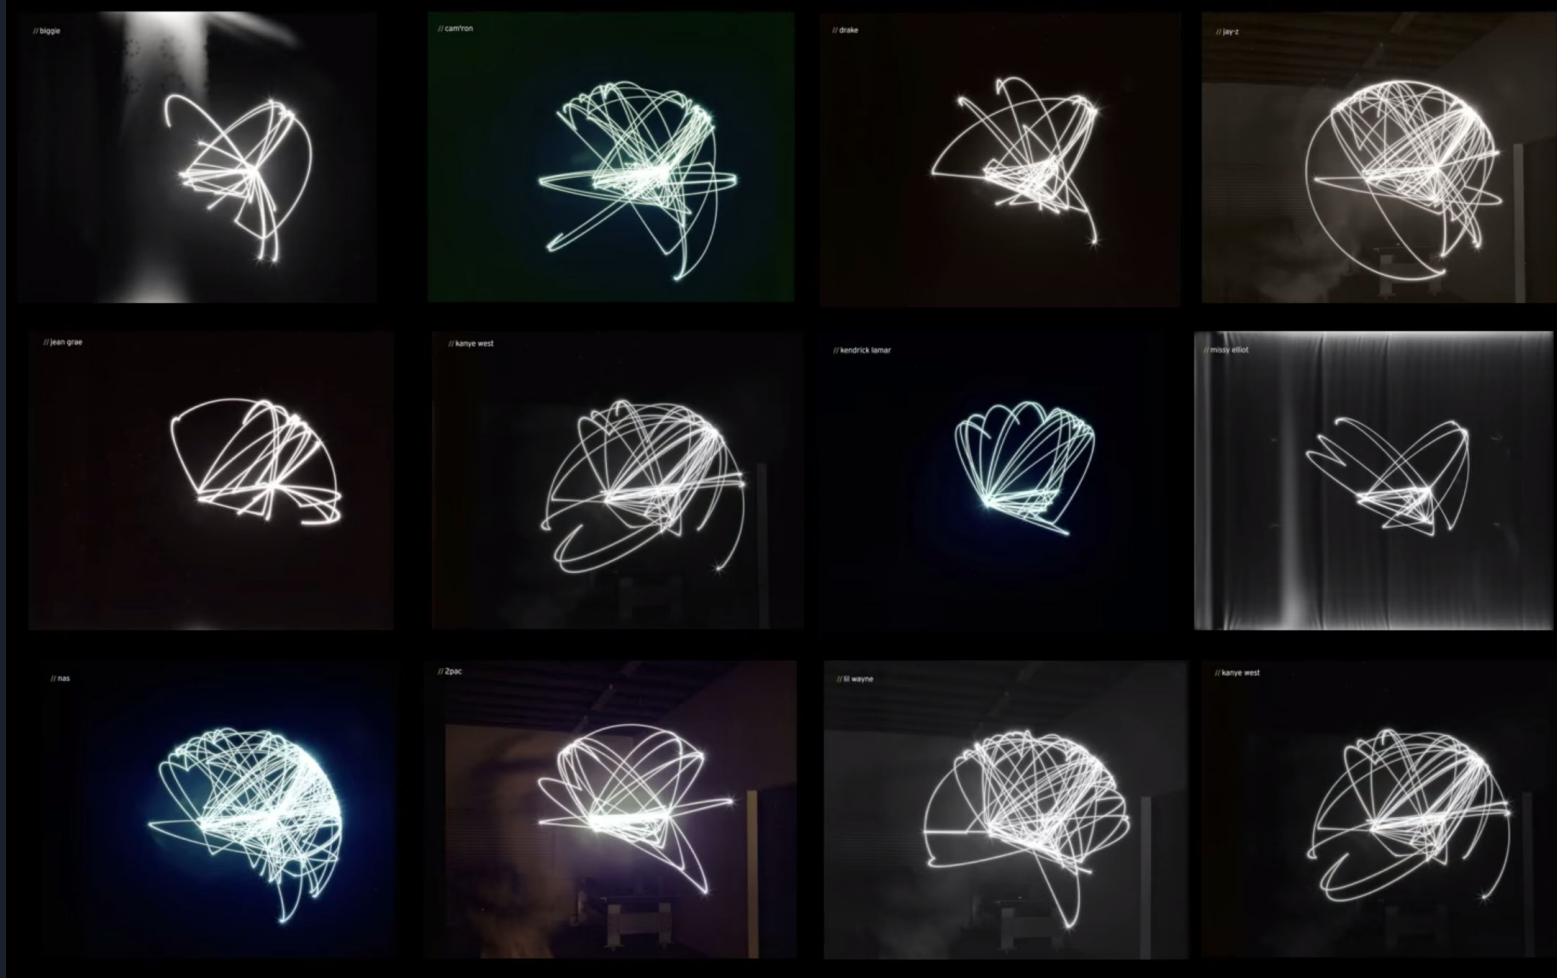 // biggie
// cam'ron
// drake
// jay-z
// jean grae
// kanye west
// kendrick lamar
// missy elliot
// nas
// 2pac
// lil wayne
// kanye west